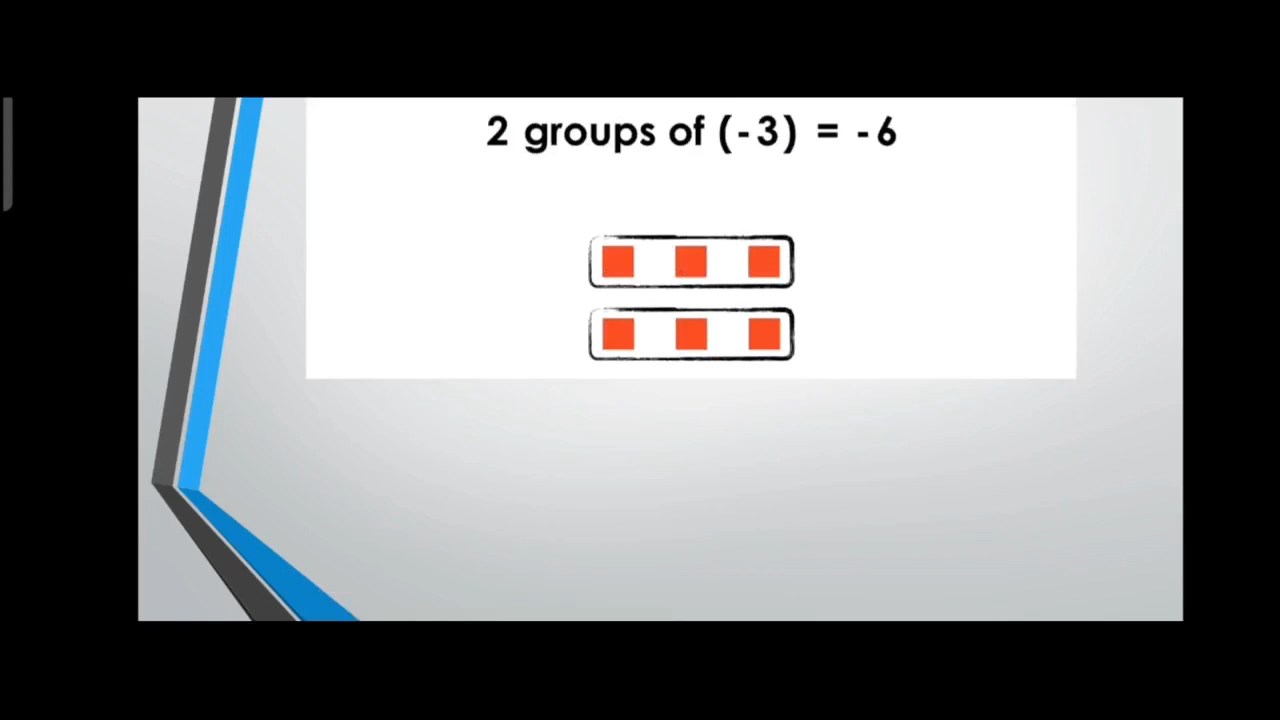 2 groups of (-3) = -6